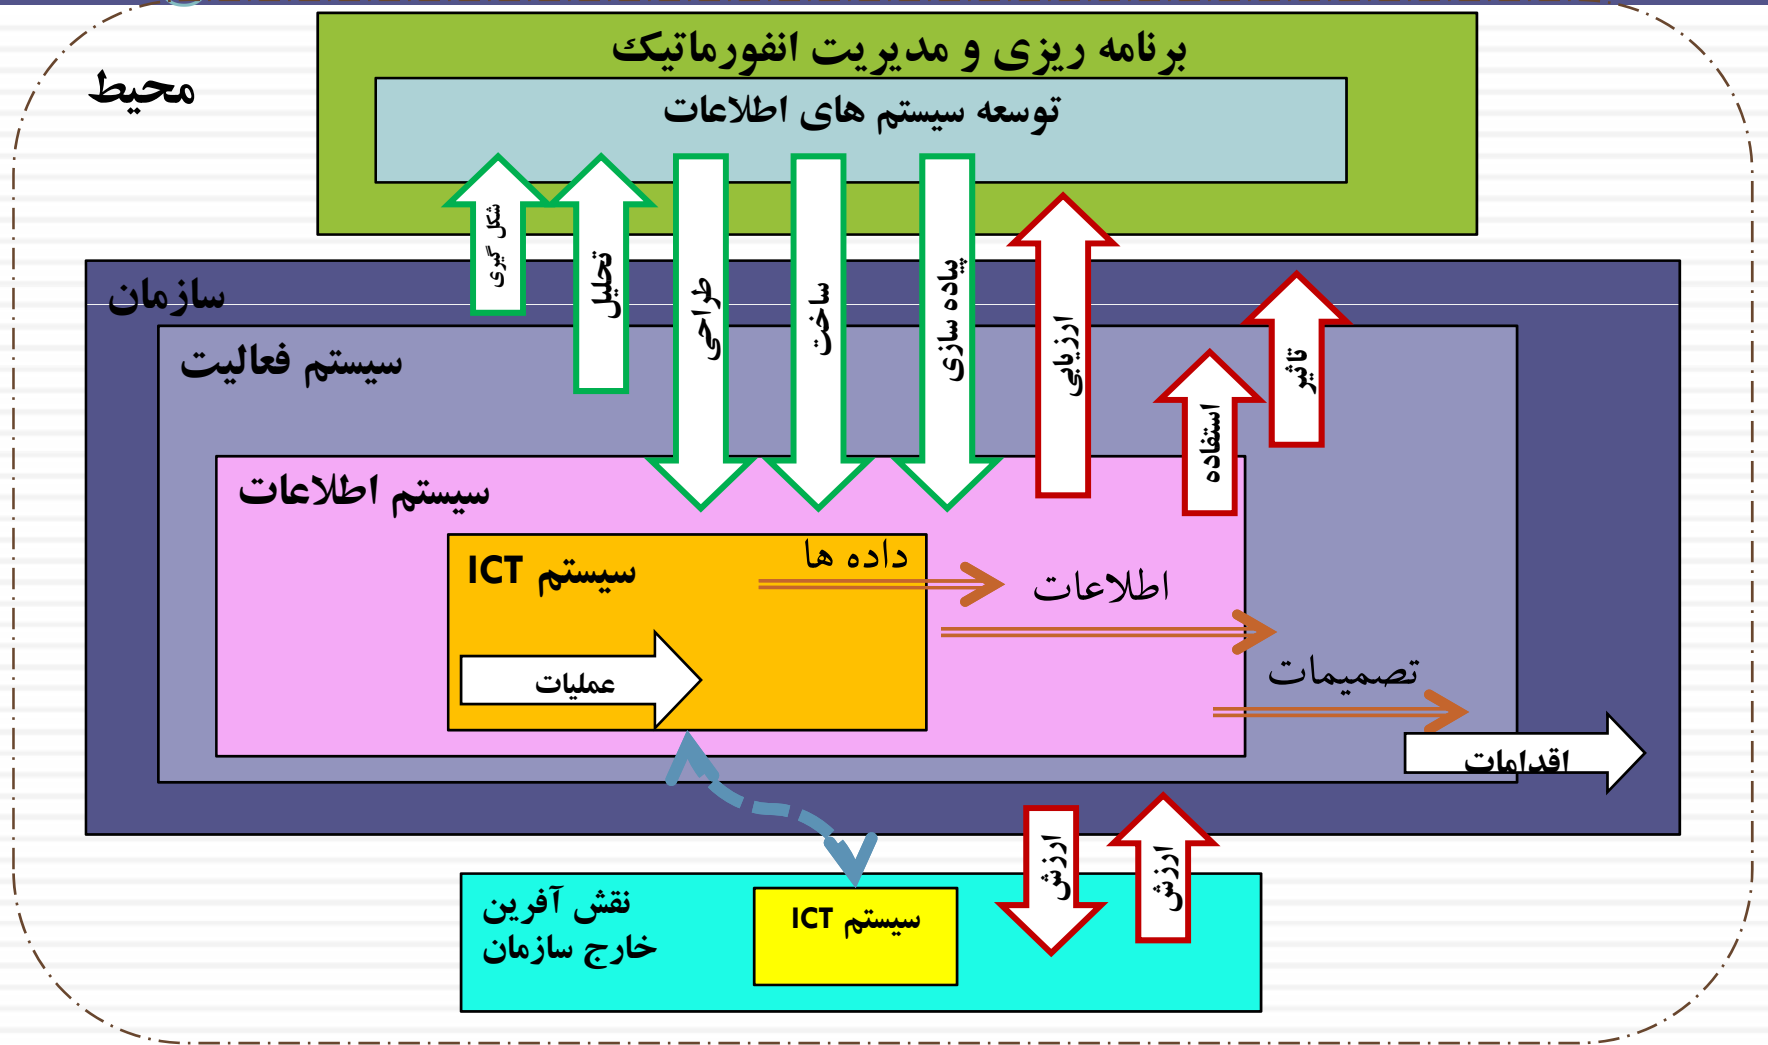 برنامه ریزی و مدیریت انفورماتیک
محیط
توسعه سیستم های اطلاعات
شکل گیری
تحلیل
طراحی
ساخت
پیاده سازی
ارزیابی
استفاده
تاثیر
سازمان
سیستم فعالیت
سیستم اطلاعات
سیستم ICT
داده ها
اطلاعات
عملیات
تصمیمات
اقدامات
ارزش
ارزش
نقش آفرین
خارج سازمان
سیستم ICT